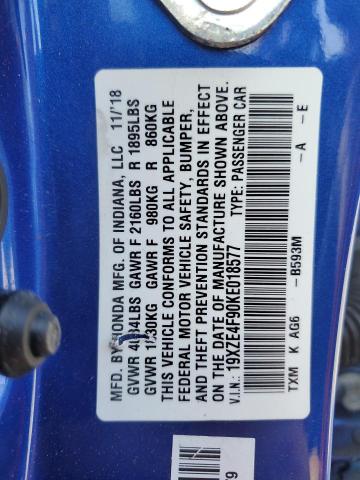 MFD. BY HONDA MFG. OF INDIANA, LLC 11/'18
GVWR 4034LBS GAWR F 2160LBS R 1895LBS
GVWR 1830KG GAWR F 980KG R 860KG
THIS VEHICLE CONFORMS TO ALL APPLICABLE
FEDERAL MOTOR VEHICLE SAFETY, BUMPER,
AND THEFT PREVENTION STANDARDS IN EFFECT
ON THE DATE OF MANUFACTURE SHOWN ABOVE.
V.I.N.: 19XZE4F90KE018577 TYPE: PASSENGER CAR
TXM K AG6 -B593M -A -E